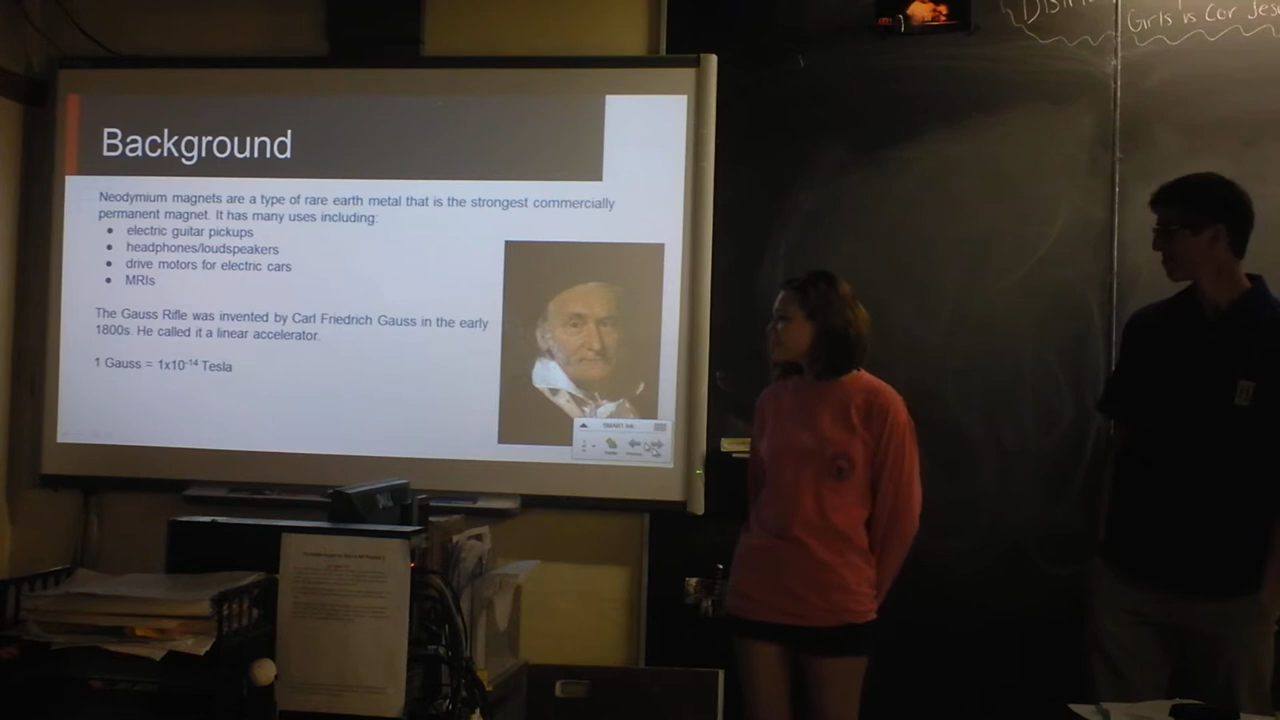 Background
Neodymium magnets are a type of rare earth metal that is the strongest commercially
permanent magnet. It has many uses including:
● electric guitar pickups
● headphones/loudspeakers
● drive motors for electric cars
● MRIs
The Gauss Rifle was invented by Carl Friedrich Gauss in the early
1800s. He called it a linear accelerator.
1 Gauss = 1x10⁻¹⁴ Tesla
Girls vs Cor Jesu